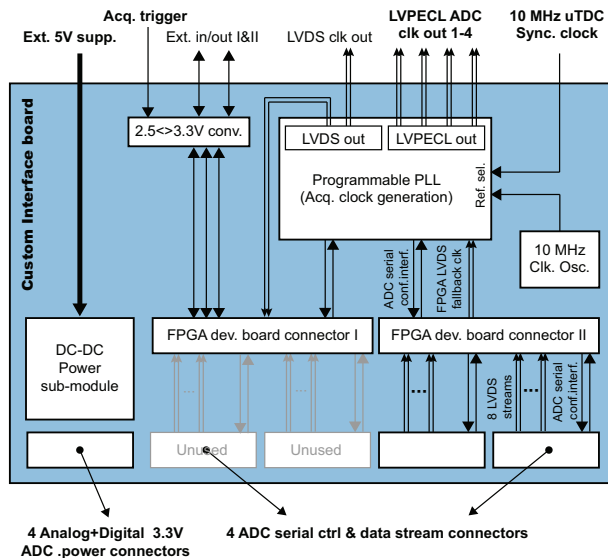 Acq. trigger
Ext. 5V supp.
Ext. in/out I&II
LVDS clk out
LVPECL ADC
clk out 1-4
10 MHz uTDC
Sync. clock
Custom Interface board
2.5<>3.3V conv.
LVDS out
LVPECL out
Programmable PLL
(Acq. clock generation)
Ref. sel.
10 MHz
Clk. Osc.
ADC serial
conf.interf.
FPGA LVDS
fallback clk
DC-DC
Power
sub-module
FPGA dev. board connector I
FPGA dev. board connector II
...
...
...
...
8 LVDS
streams
ADC serial
conf.interf.
Unused
Unused
4 Analog+Digital 3.3V
ADC .power connectors
4 ADC serial ctrl & data stream connectors